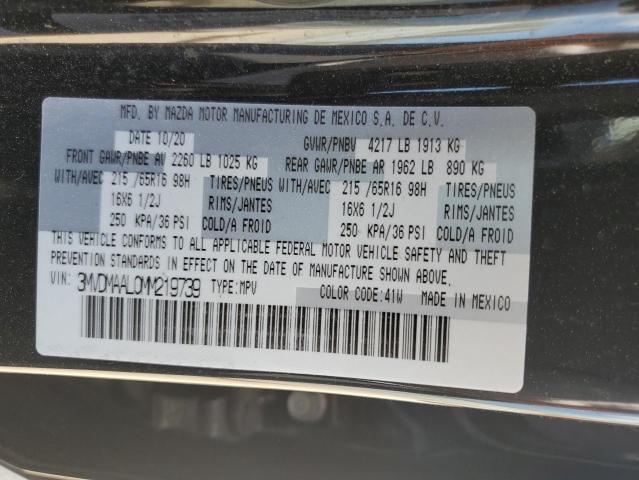 MFD. BY MAZDA MOTOR MANUFACTURING DE MEXICO S.A. DE C.V.
DATE 10/20 GVWR/PNBV 4217 LB 1913 KG
FRONT GAWR/PNBE AV 2260 LB 1025 KG REAR GAWR/PNBE AR 1962 LB 890 KG
WITH/AVEC 215 /65R16 98H TIRES/PNEUS WITH/AVEC 215 /65R16 98H TIRES/PNEUS
16X6 1/2J RIMS/JANTES 16X6 1/2J RIMS/JANTES
250 KPA/36 PSI COLD/A FROID 250 KPA/36 PSI COLD/A FROID
THIS VEHICLE CONFORMS TO ALL APPLICABLE FEDERAL MOTOR VEHICLE SAFETY AND THEFT
PREVENTION STANDARDS IN EFFECT ON THE DATE OF MANUFACTURE SHOWN ABOVE.
VIN: 3MVDMAAL0MM219739 TYPE:MPV COLOR CODE:41W MADE IN MEXICO